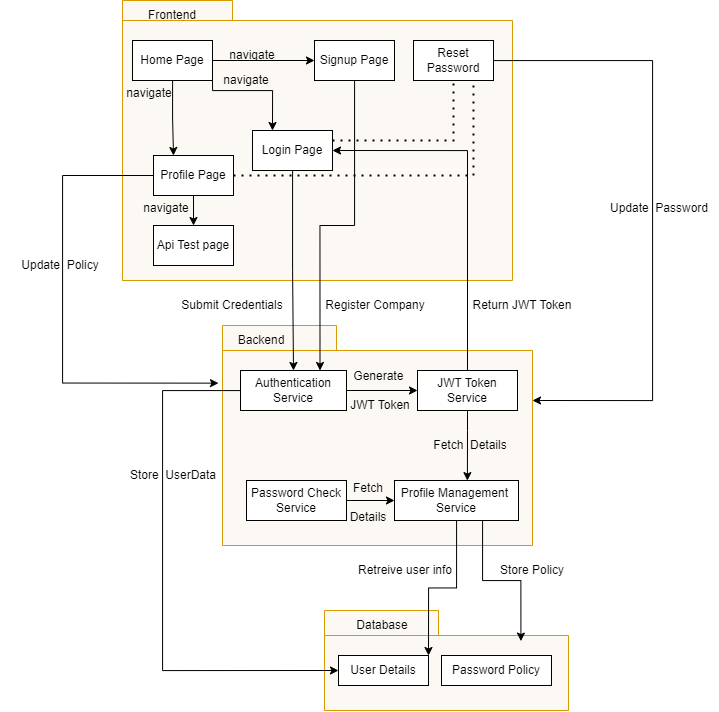 Frontend
Home Page
navigate
Signup Page
Reset
Password
navigate
navigate
Login Page
Profile Page
navigate
Update Password
Api Test page
Update Policy
Submit Credentials
Register Company
Return JWT Token
Backend
Authentication
Service
Generate
JWT Token
JWT Token
Service
Fetch Details
Store UserData
Password Check
Service
Fetch
Details
Profile Management
Service
Retreive user info
Store Policy
Database
User Details
Password Policy